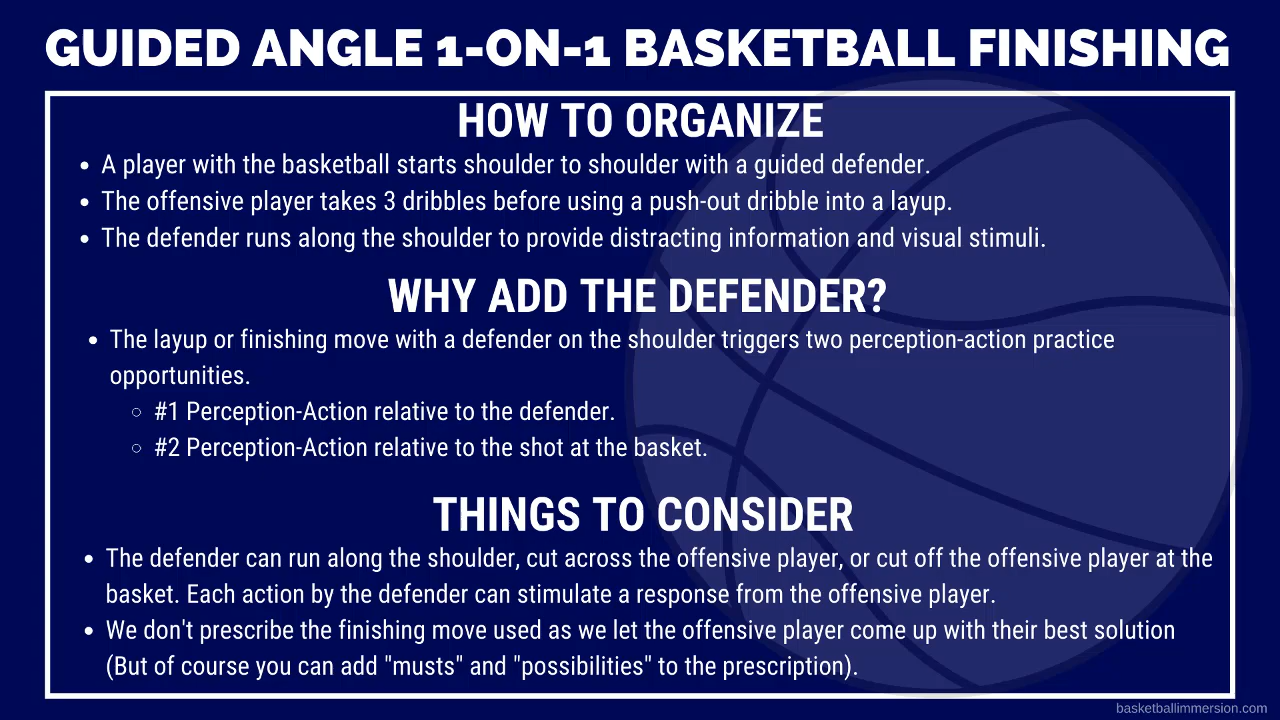 GUIDED ANGLE 1-ON-1 BASKETBALL FINISHING
HOW TO ORGANIZE
• A player with the basketball starts shoulder to shoulder with a guided defender.
• The offensive player takes 3 dribbles before using a push-out dribble into a layup.
• The defender runs along the shoulder to provide distracting information and visual stimuli.
WHY ADD THE DEFENDER?
• The layup or finishing move with a defender on the shoulder triggers two perception-action practice
opportunities.
◦ #1 Perception-Action relative to the defender.
◦ #2 Perception-Action relative to the shot at the basket.
THINGS TO CONSIDER
• The defender can run along the shoulder, cut across the offensive player, or cut off the offensive player at the
basket. Each action by the defender can stimulate a response from the offensive player.
• We don't prescribe the finishing move used as we let the offensive player come up with their best solution
(But of course you can add "musts" and "possibilities" to the prescription).
basketballimmersion.com